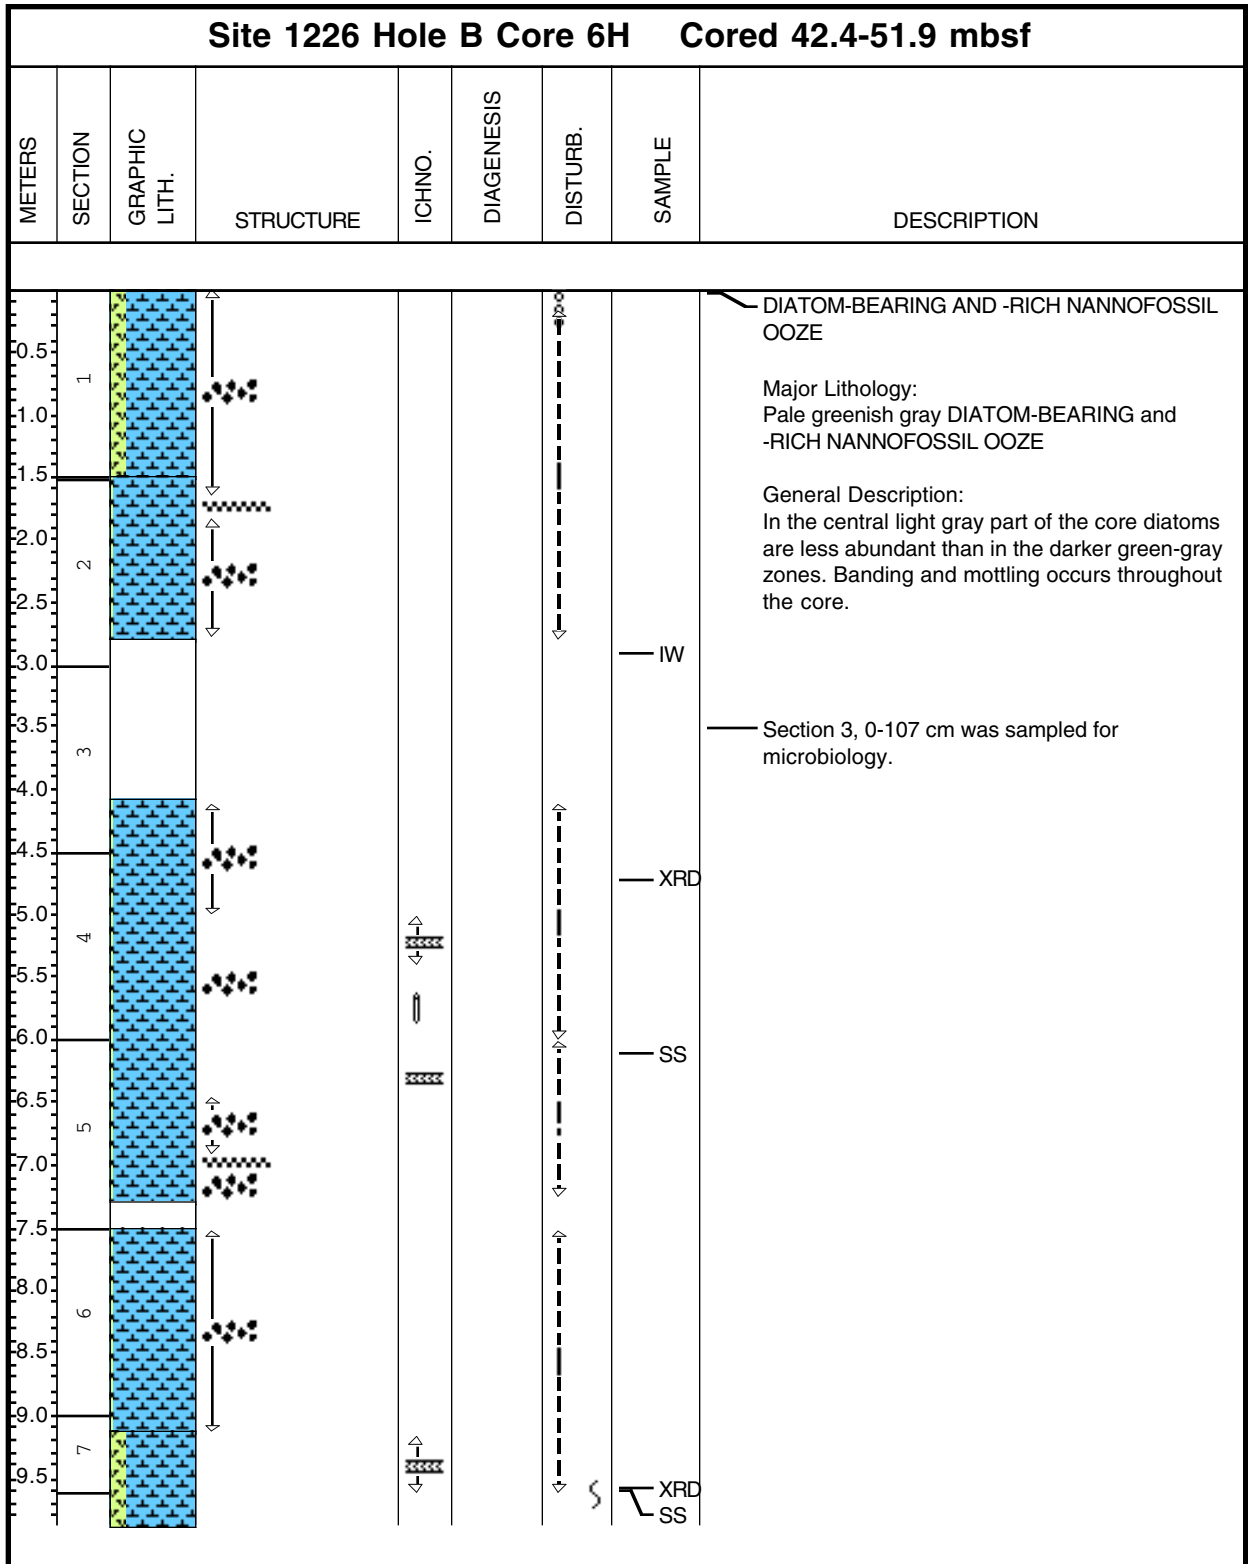 Site 1226 Hole B Core 6H Cored 42.4-51.9 mbsf
METERS
SECTION
GRAPHIC
LITH.
STRUCTURE
ICHNO.
DIAGENESIS
DISTURB.
SAMPLE
DESCRIPTION
DIATOM-BEARING AND -RICH NANNOFOSSIL
OOZE
0.5
1
Major Lithology:
1.0
Pale greenish gray DIATOM-BEARING and
-RICH NANNOFOSSIL OOZE
1.5
General Description:
In the central light gray part of the core diatoms
2.0
are less abundant than in the darker green-gray
2
zones. Banding and mottling occurs throughout
2.5
the core.
IW
3.0
3.5
Section 3, 0-107 cm was sampled for
3
microbiology.
4.0
4.5
XRD
5.0
4
5.5
6.0
SS
6.5
5
7.0
7.5
8.0
6
8.5
9.0
7
9.5
XRD
SS